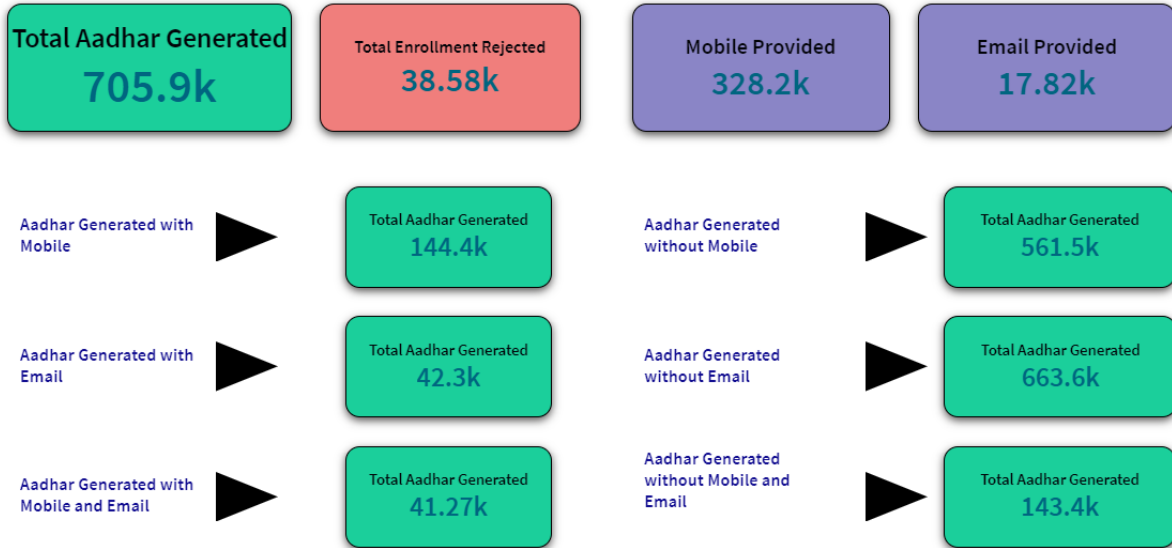 Total Aadhar Generated
705.9k
Total Enrollment Rejected
38.58k
Mobile Provided
328.2k
Email Provided
17.82k
Aadhar Generated with
Mobile
Total Aadhar Generated
144.4k
Aadhar Generated
without Mobile
Total Aadhar Generated
561.5k
Aadhar Generated with
Email
Total Aadhar Generated
42.3k
Aadhar Generated
without Email
Total Aadhar Generated
663.6k
Aadhar Generated with
Mobile and Email
Total Aadhar Generated
41.27k
Aadhar Generated
without Mobile and
Email
Total Aadhar Generated
143.4k